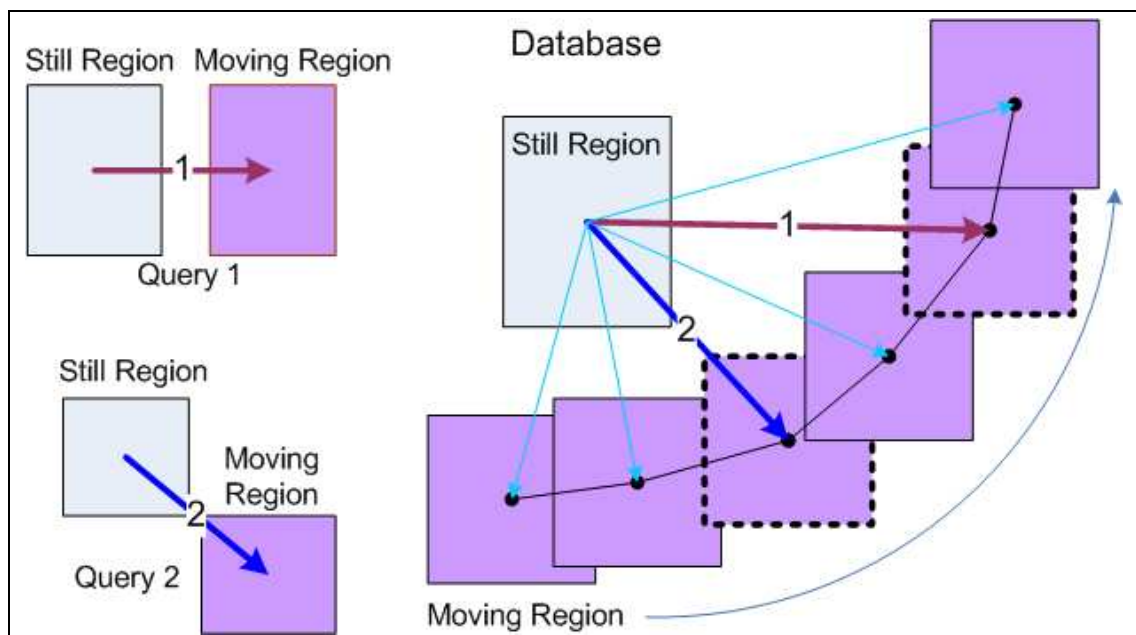 Still Region
Moving Region
1
Query 1
Still Region
2
Moving
Region
Query 2
Database
Still Region
1
2
Moving Region